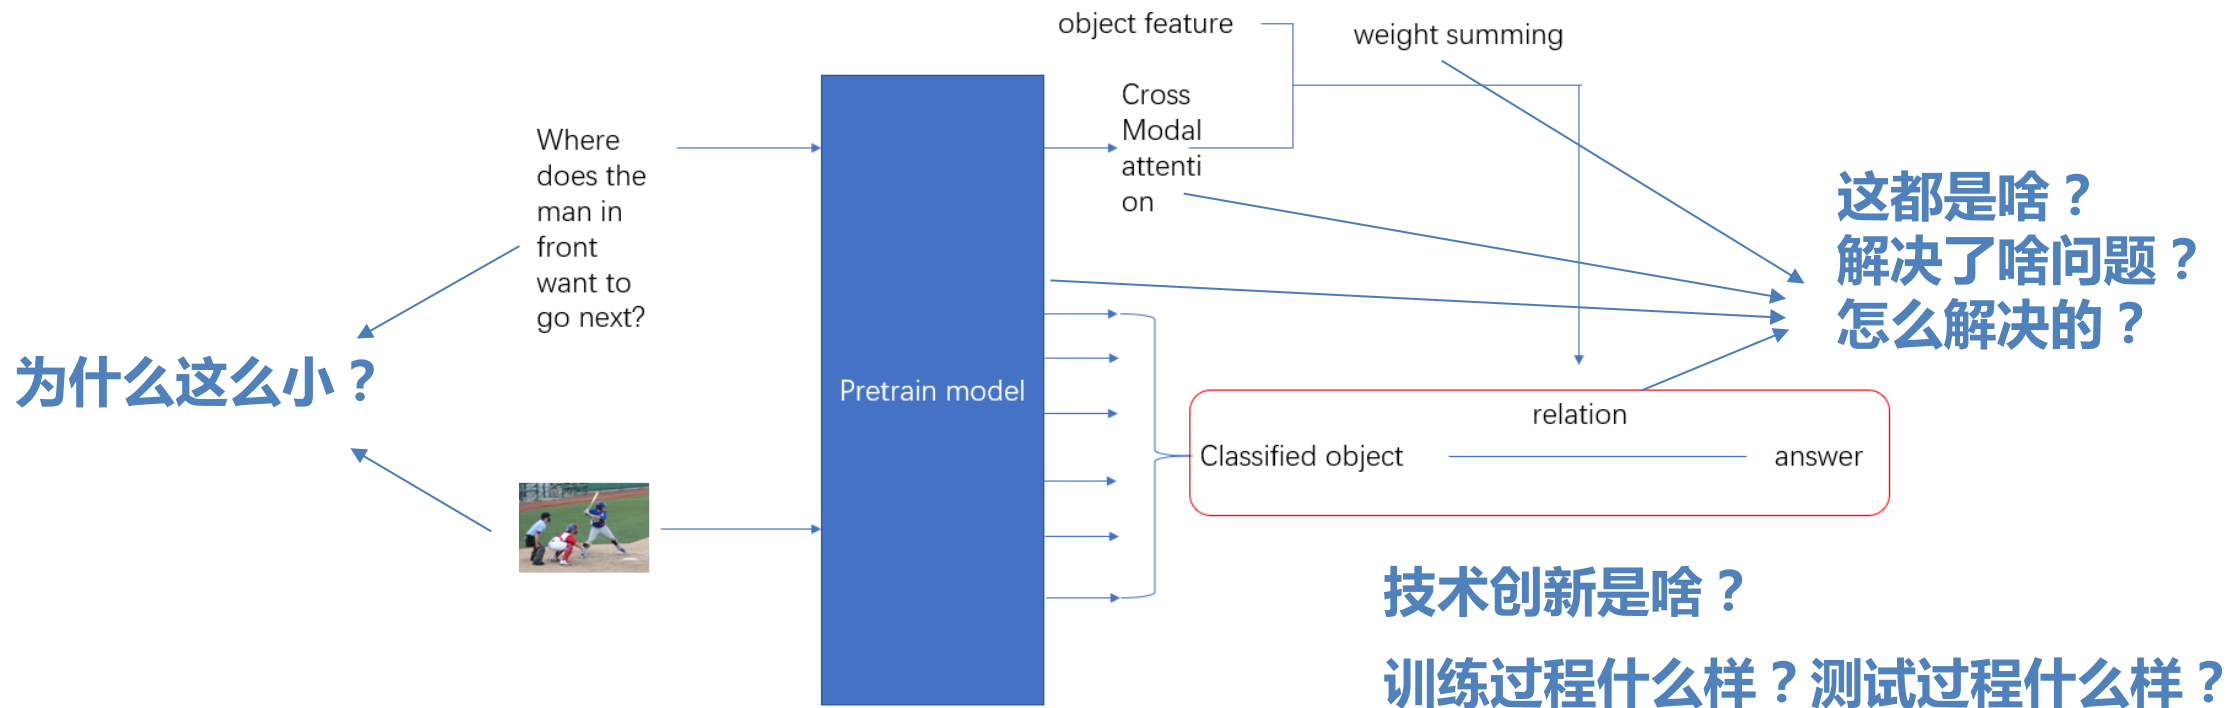 object feature
weight summing
Cross
Modal
attenti
on
Where
does the
man in
front
want to
go next?
这都是啥？
解决了啥问题？
怎么解决的？
为什么这么小？
Pretrain model
relation
Classified object
answer
技术创新是啥？
训练过程什么样？测试过程什么样？